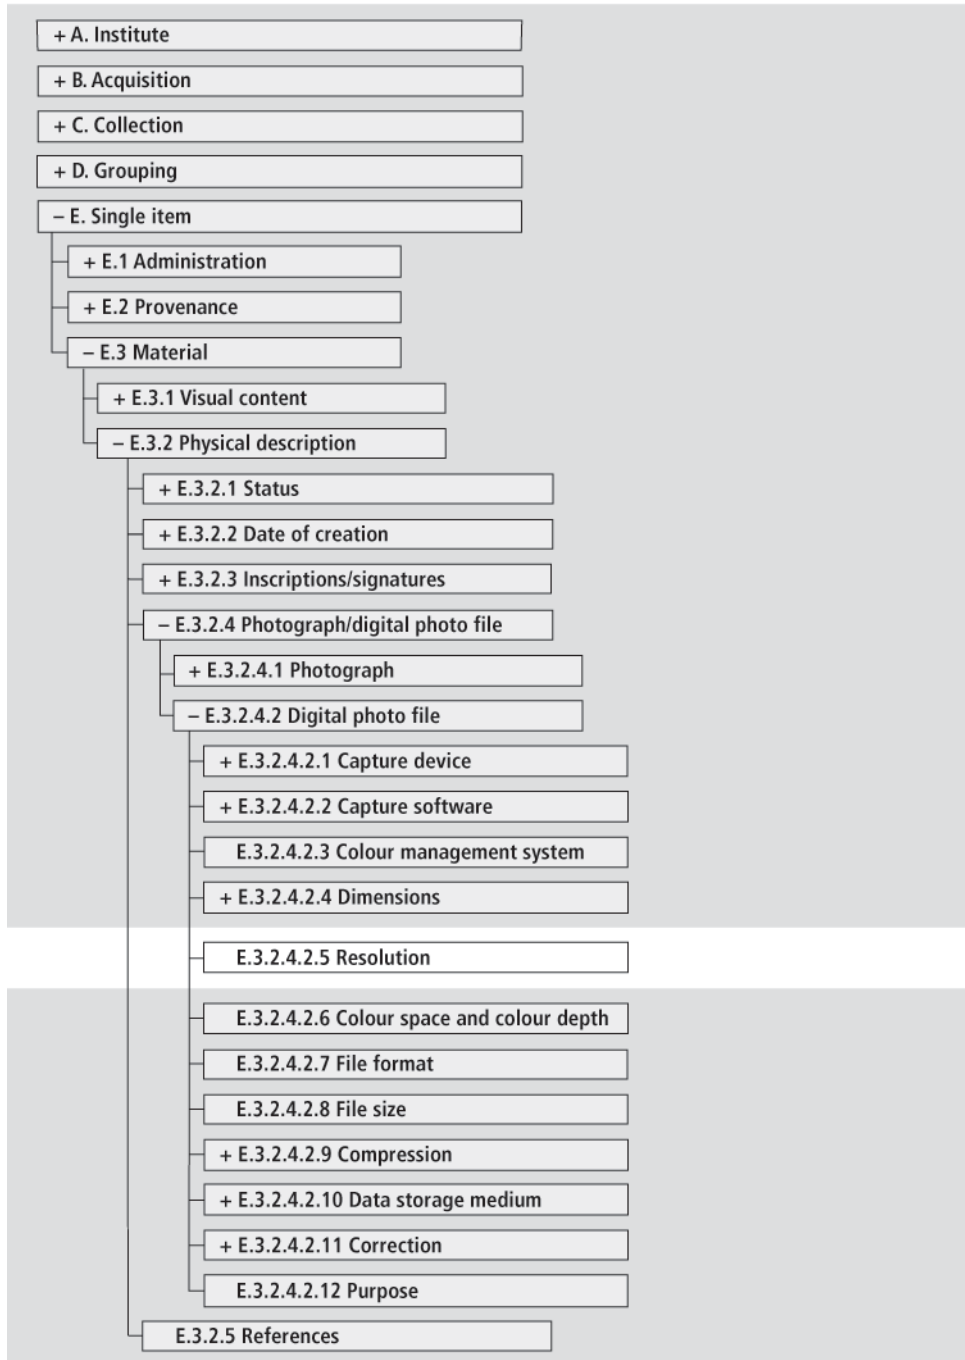 + A. Institute
+ B. Acquisition
+ C. Collection
+ D. Grouping
– E. Single item
+ E.1 Administration
+ E.2 Provenance
– E.3 Material
+ E.3.1 Visual content
– E.3.2 Physical description
+ E.3.2.1 Status
+ E.3.2.2 Date of creation
+ E.3.2.3 Inscriptions/signatures
– E.3.2.4 Photograph/digital photo file
+ E.3.2.4.1 Photograph
– E.3.2.4.2 Digital photo file
+ E.3.2.4.2.1 Capture device
+ E.3.2.4.2.2 Capture software
E.3.2.4.2.3 Colour management system
+ E.3.2.4.2.4 Dimensions
E.3.2.4.2.5 Resolution
E.3.2.4.2.6 Colour space and colour depth
E.3.2.4.2.7 File format
E.3.2.4.2.8 File size
+ E.3.2.4.2.9 Compression
+ E.3.2.4.2.10 Data storage medium
+ E.3.2.4.2.11 Correction
E.3.2.4.2.12 Purpose
E.3.2.5 References